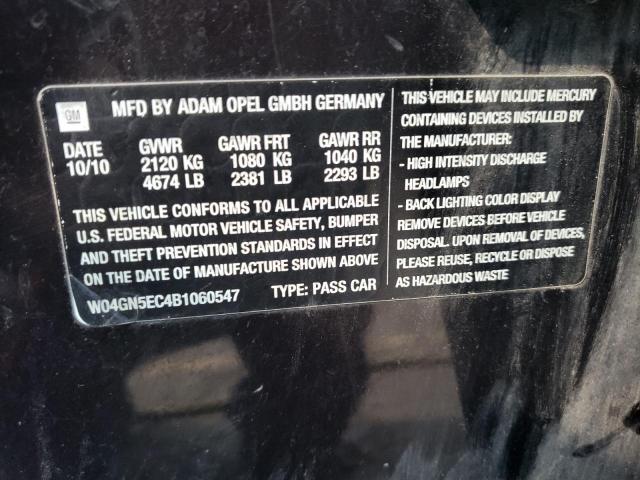 GM
MFD BY ADAM OPEL GMBH GERMANY
DATE GVWR GAWR FRT GAWR RR
10/10 2120 KG 1080 KG 1040 KG
4674 LB 2381 LB 2293 LB
THIS VEHICLE CONFORMS TO ALL APPLICABLE
U.S. FEDERAL MOTOR VEHICLE SAFETY, BUMPER
AND THEFT PREVENTION STANDARDS IN EFFECT
ON THE DATE OF MANUFACTURE SHOWN ABOVE
W04GN5EC4B1060547 TYPE: PASS CAR
THIS VEHICLE MAY INCLUDE MERCURY
CONTAINING DEVICES INSTALLED BY
THE MANUFACTURER:
- HIGH INTENSITY DISCHARGE
HEADLAMPS
- BACK LIGHTING COLOR DISPLAY
REMOVE DEVICES BEFORE VEHICLE
DISPOSAL. UPON REMOVAL OF DEVICES,
PLEASE REUSE, RECYCLE OR DISPOSE
AS HAZARDOUS WASTE